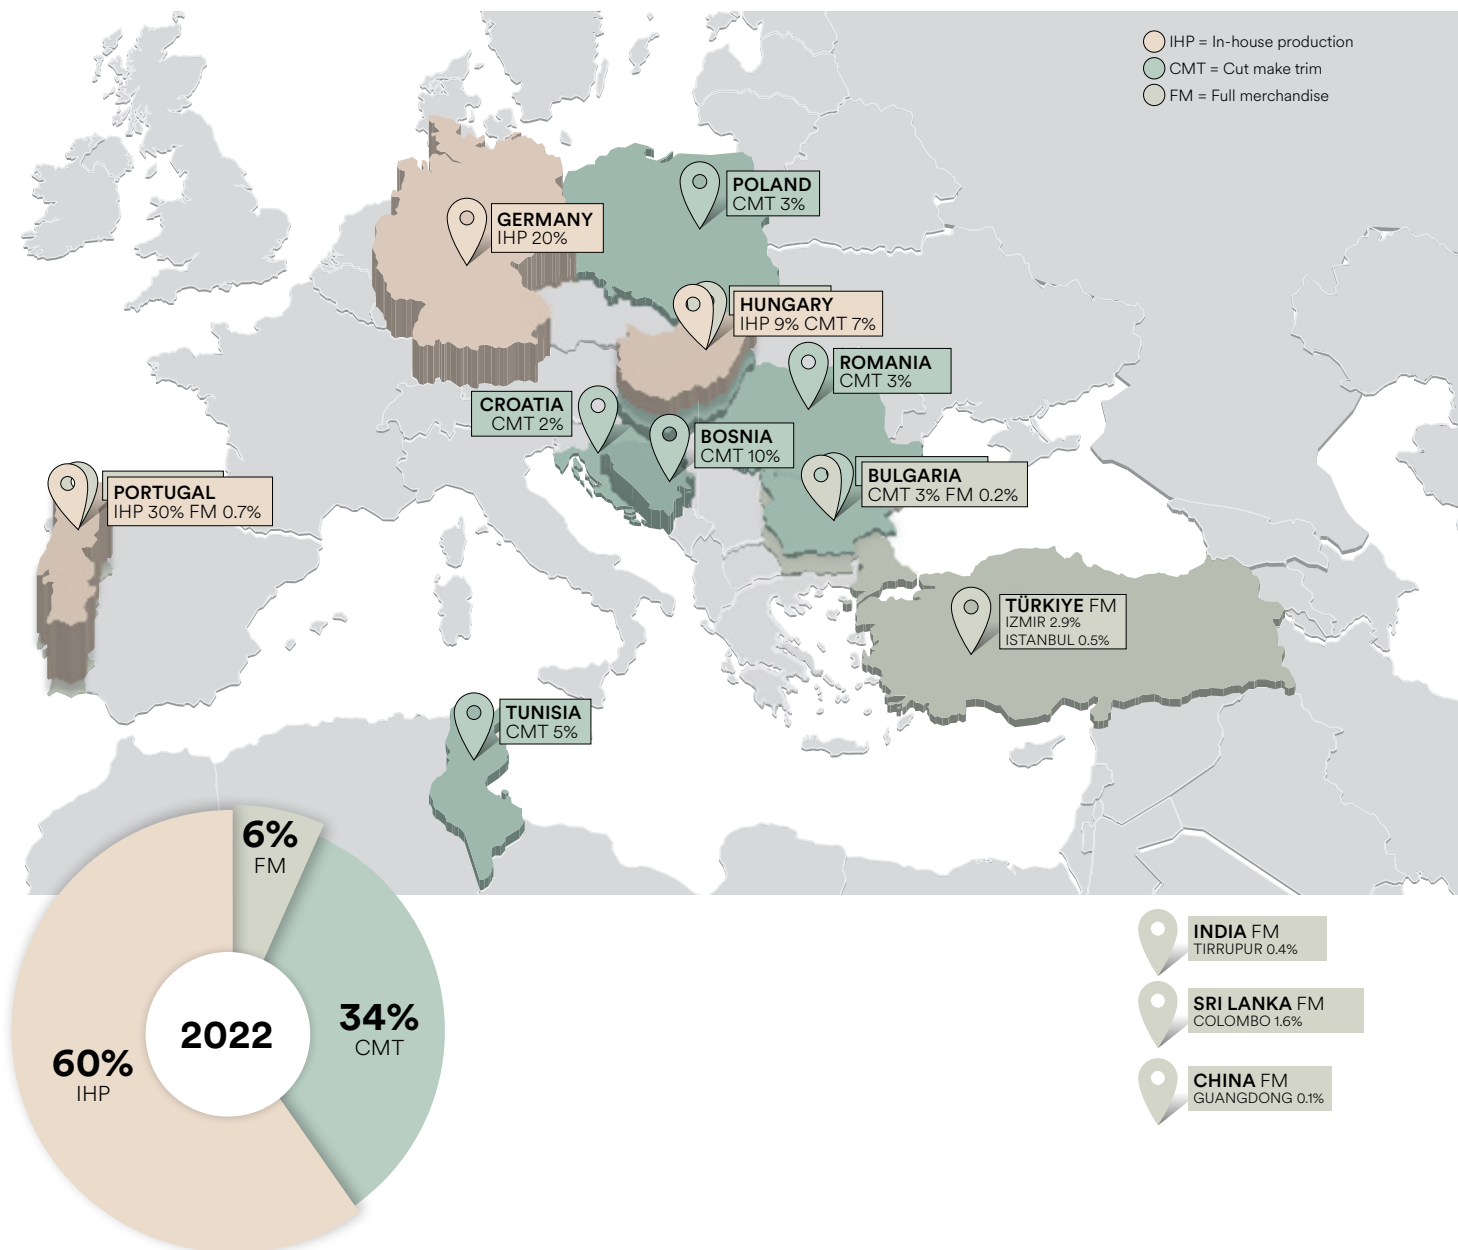 IHP = In-house production
CMT = Cut make trim
FM = Full merchandise
POLAND
CMT 3%
GERMANY
IHP 20%
HUNGARY
IHP 9% CMT 7%
ROMANIA
CMT 3%
CROATIA
CMT 2%
BOSNIA
CMT 10%
BULGARIA
CMT 3% FM 0.2%
PORTUGAL
IHP 30% FM 0.7%
TÜRKIYE FM
IZMIR 2.9%
ISTANBUL 0.5%
TUNISIA
CMT 5%
6%
FM
34%
CMT
2022
60%
IHP
INDIA FM
TIRRUPUR 0.4%
SRI LANKA FM
COLOMBO 1.6%
CHINA FM
GUANGDONG 0.1%